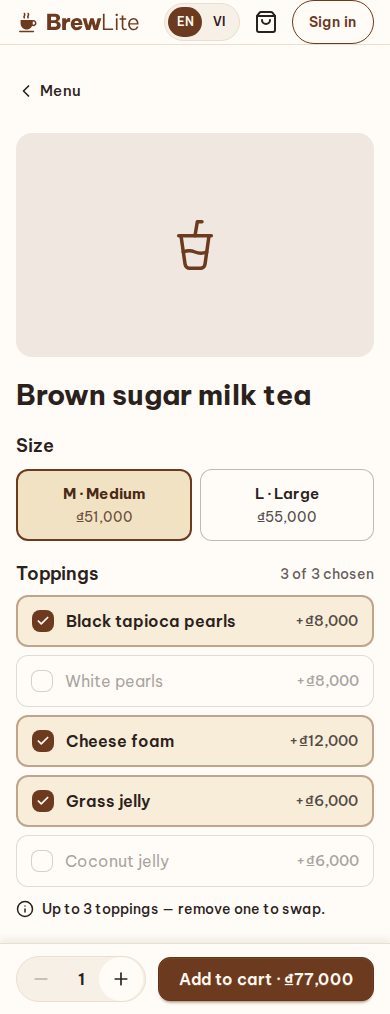 BrewLite EN VI Sign in
Menu
Brown sugar milk tea
Size
M · Medium
₫51,000
L · Large
₫55,000
Toppings 3 of 3 chosen
Black tapioca pearls +₫8,000
White pearls +₫8,000
Cheese foam +₫12,000
Grass jelly +₫6,000
Coconut jelly +₫6,000
Up to 3 toppings — remove one to swap.
1 Add to cart · ₫77,000